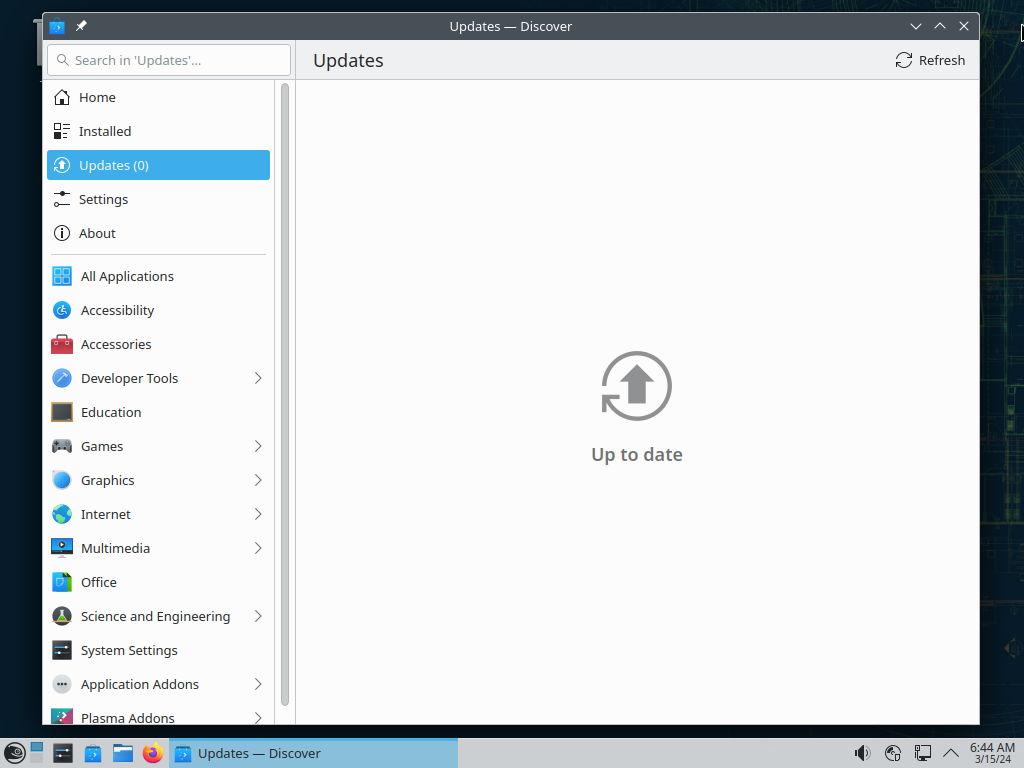 Updates — Discover
Search in 'Updates'...
Updates
Refresh
Home
Installed
Updates (0)
Settings
About
All Applications
Accessibility
Accessories
Developer Tools
Education
Games
Graphics
Internet
Multimedia
Office
Science and Engineering
System Settings
Application Addons
Plasma Addons
Up to date
Updates — Discover
6:44 AM
3/15/24